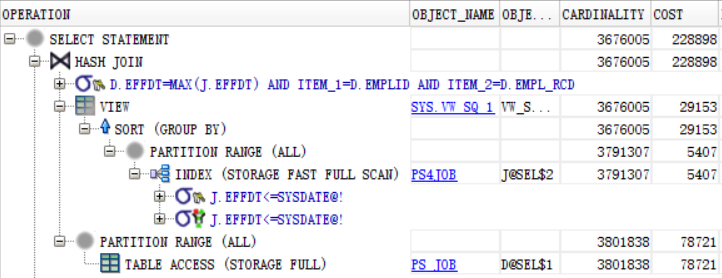 OPERATION OBJECT_NAME OBJE... CARDINALITY COST
SELECT STATEMENT 3676005 228898
HASH JOIN 3676005 228898
D.EFFDT=MAX(J.EFFDT) AND ITEM_1=D.EMPLID AND ITEM_2=D.EMPL_RCD
VIEW SYS.VW_SQ_1 VW_S... 3676005 29153
SORT (GROUP BY) 3676005 29153
PARTITION RANGE (ALL) 3791307 5407
INDEX (STORAGE FAST FULL SCAN) PS4JOB J@SEL$2 3791307 5407
J.EFFDT<=SYSDATE@!
J.EFFDT<=SYSDATE@!
PARTITION RANGE (ALL) 3801838 78721
TABLE ACCESS (STORAGE FULL) PS_JOB D@SEL$1 3801838 78721